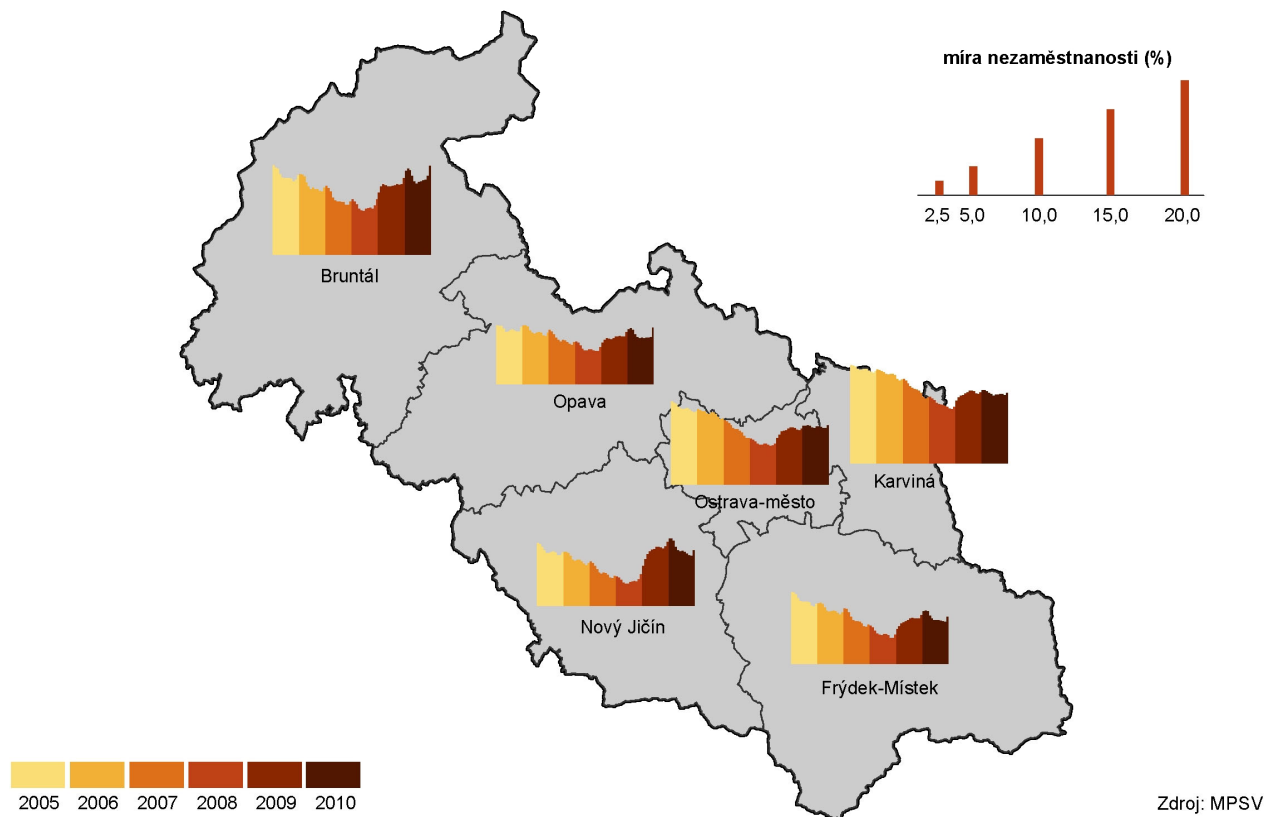 míra nezaměstnanosti (%)
2,5 5,0 10,0 15,0 20,0
Bruntál
Opava
Karviná
Ostrava-město
Nový Jičín
Frýdek-Místek
2005 2006 2007 2008 2009 2010
Zdroj: MPSV